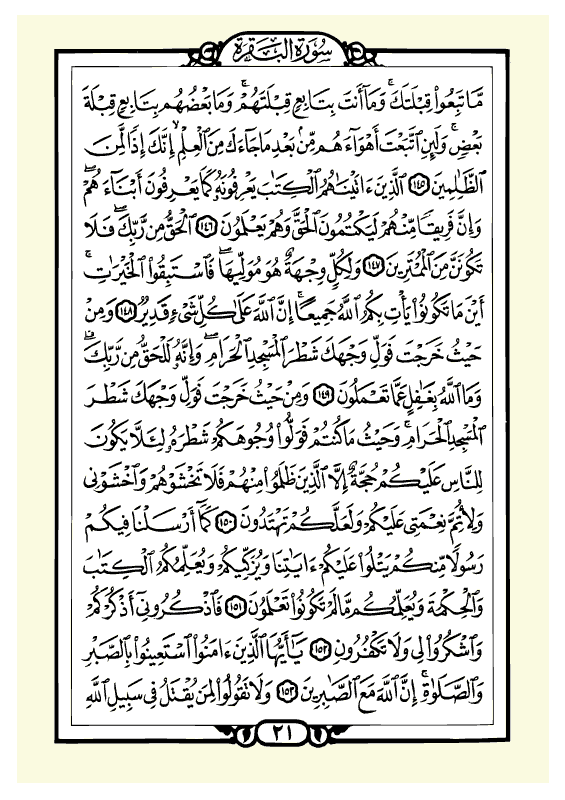 سُورَةُ البَقَرَةِ
مَّا تَبِعُوا۟ قِبْلَتَكَ ۚ وَمَآ أَنتَ بِتَابِعٍ قِبْلَتَهُمْ ۚ وَمَا بَعْضُهُم بِتَابِعٍ قِبْلَةَ
بَعْضٍ ۚ وَلَئِنِ ٱتَّبَعْتَ أَهْوَآءَهُم مِّنۢ بَعْدِ مَا جَآءَكَ مِنَ ٱلْعِلْمِ ۙ إِنَّكَ إِذًا لَّمِنَ
ٱلظَّٰلِمِينَ ﴿١٤٥﴾ ٱلَّذِينَ ءَاتَيْنَٰهُمُ ٱلْكِتَٰبَ يَعْرِفُونَهُۥ كَمَا يَعْرِفُونَ أَبْنَآءَهُمْ ۖ
وَإِنَّ فَرِيقًا مِّنْهُمْ لَيَكْتُمُونَ ٱلْحَقَّ وَهُمْ يَعْلَمُونَ ﴿١٤٦﴾ ٱلْحَقُّ مِن رَّبِّكَ ۖ فَلَا
تَكُونَنَّ مِنَ ٱلْمُمْتَرِينَ ﴿١٤٧﴾ وَلِكُلٍّ وِجْهَةٌ هُوَ مُوَلِّيهَا ۖ فَٱسْتَبِقُوا۟ ٱلْخَيْرَٰتِ ۚ
أَيْنَ مَا تَكُونُوا۟ يَأْتِ بِكُمُ ٱللَّهُ جَمِيعًا ۚ إِنَّ ٱللَّهَ عَلَىٰ كُلِّ شَىْءٍ قَدِيرٌ ﴿١٤٨﴾ وَمِنْ
حَيْثُ خَرَجْتَ فَوَلِّ وَجْهَكَ شَطْرَ ٱلْمَسْجِدِ ٱلْحَرَامِ ۖ وَإِنَّهُۥ لَلْحَقُّ مِن رَّبِّكَ ۗ
وَمَا ٱللَّهُ بِغَٰفِلٍ عَمَّا تَعْمَلُونَ ﴿١٤٩﴾ وَمِنْ حَيْثُ خَرَجْتَ فَوَلِّ وَجْهَكَ شَطْرَ
ٱلْمَسْجِدِ ٱلْحَرَامِ ۚ وَحَيْثُ مَا كُنتُمْ فَوَلُّوا۟ وُجُوهَكُمْ شَطْرَهُۥ لِئَلَّا يَكُونَ
لِلنَّاسِ عَلَيْكُمْ حُجَّةٌ إِلَّا ٱلَّذِينَ ظَلَمُوا۟ مِنْهُمْ فَلَا تَخْشَوْهُمْ وَٱخْشَوْنِى
وَلِأُتِمَّ نِعْمَتِى عَلَيْكُمْ وَلَعَلَّكُمْ تَهْتَدُونَ ﴿١٥٠﴾ كَمَآ أَرْسَلْنَا فِيكُمْ
رَسُولًا مِّنكُمْ يَتْلُوا۟ عَلَيْكُمْ ءَايَٰتِنَا وَيُزَكِّيكُمْ وَيُعَلِّمُكُمُ ٱلْكِتَٰبَ
وَٱلْحِكْمَةَ وَيُعَلِّمُكُم مَّا لَمْ تَكُونُوا۟ تَعْلَمُونَ ﴿١٥١﴾ فَٱذْكُرُونِىٓ أَذْكُرْكُمْ
وَٱشْكُرُوا۟ لِى وَلَا تَكْفُرُونِ ﴿١٥٢﴾ يَٰٓأَيُّهَا ٱلَّذِينَ ءَامَنُوا۟ ٱسْتَعِينُوا۟ بِٱلصَّبْرِ
وَٱلصَّلَوٰةِ ۚ إِنَّ ٱللَّهَ مَعَ ٱلصَّٰبِرِينَ ﴿١٥٣﴾ وَلَا تَقُولُوا۟ لِمَن يُقْتَلُ فِى سَبِيلِ ٱللَّهِ
٢١